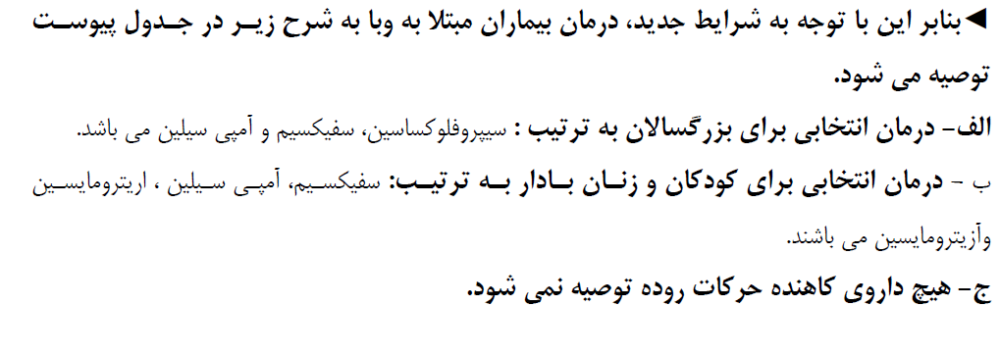 ◄بنابر این با توجه به شرایط جدید، درمان بیماران مبتلا به وبا به شرح زیر در جدول پیوست
توصیه می شود.
الف- درمان انتخابی برای بزرگسالان به ترتیب : سیپروفلوکساسین، سفیکسیم و آمپی سیلین می باشد.
ب - درمان انتخابی برای کودکان و زنان بادار به ترتیب: سفیکسیم، آمپی سیلین ، اریترومایسین
وآزیترومایسین می باشند.
ج- هیچ داروی کاهنده حرکات روده توصیه نمی شود.